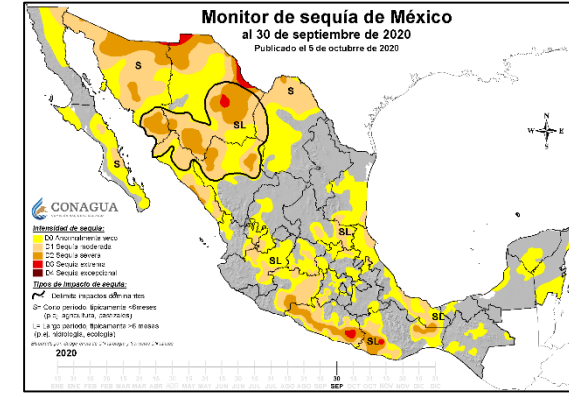 Monitor de sequía de México
al 30 de septiembre de 2020
Publicado el 5 de octubrre de 2020
S
S
SL
S
N
W E
S
CONAGUA
Intensidad de sequía:
D0 Anormalmente seco
D1 Sequía moderada
D2 Sequía severa
D3 Sequía extrema
D4 Sequía excepcional
Tipos de impacto de sequía:
Delimita impactos dominantes
S= Corto periodo, típicamente <6 meses
(p.ej. agricultura, pastizales)
L= Largo periodo, típicamente >6 meses
(p.ej. hidrología, ecología)
SL
SL
SL
SL
2020
30
SEP